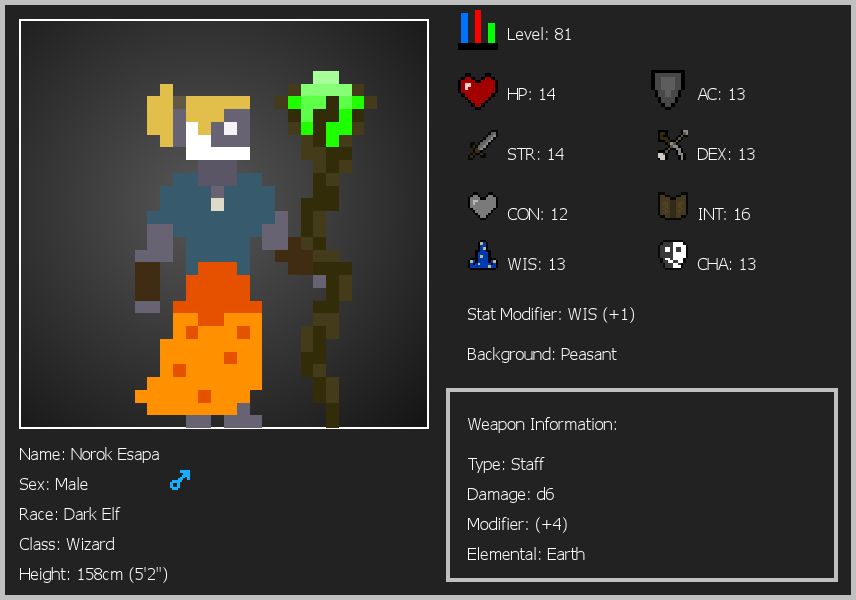 Level: 81
HP: 14
AC: 13
STR: 14
DEX: 13
CON: 12
INT: 16
WIS: 13
CHA: 13
Stat Modifier: WIS (+1)
Background: Peasant
Weapon Information:
Type: Staff
Damage: d6
Modifier: (+4)
Elemental: Earth
Name: Norok Esapa
Sex: Male
Race: Dark Elf
Class: Wizard
Height: 158cm (5'2")